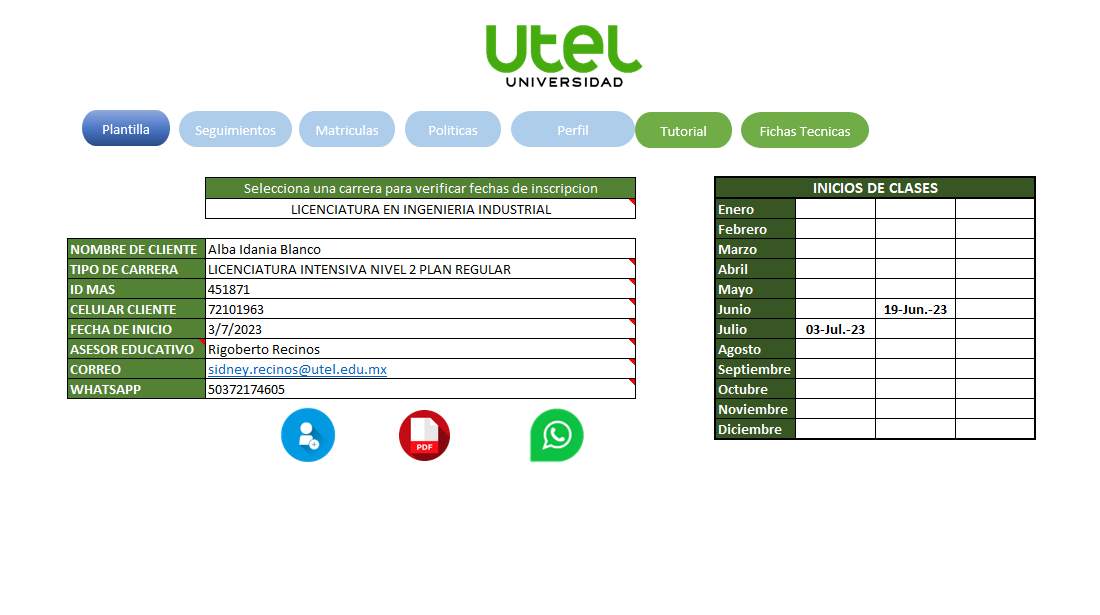 utel
UNIVERSIDAD
Plantilla Seguimientos Matriculas Politicas Perfil Tutorial Fichas Tecnicas
Selecciona una carrera para verificar fechas de inscripcion
LICENCIATURA EN INGENIERIA INDUSTRIAL
NOMBRE DE CLIENTE Alba Idania Blanco
TIPO DE CARRERA LICENCIATURA INTENSIVA NIVEL 2 PLAN REGULAR
ID MAS 451871
CELULAR CLIENTE 72101963
FECHA DE INICIO 3/7/2023
ASESOR EDUCATIVO Rigoberto Recinos
CORREO sidney.recinos@utel.edu.mx
WHATSAPP 50372174605
PDF
INICIOS DE CLASES
Enero
Febrero
Marzo
Abril
Mayo
Junio 19-Jun.-23
Julio 03-Jul.-23
Agosto
Septiembre
Octubre
Noviembre
Diciembre